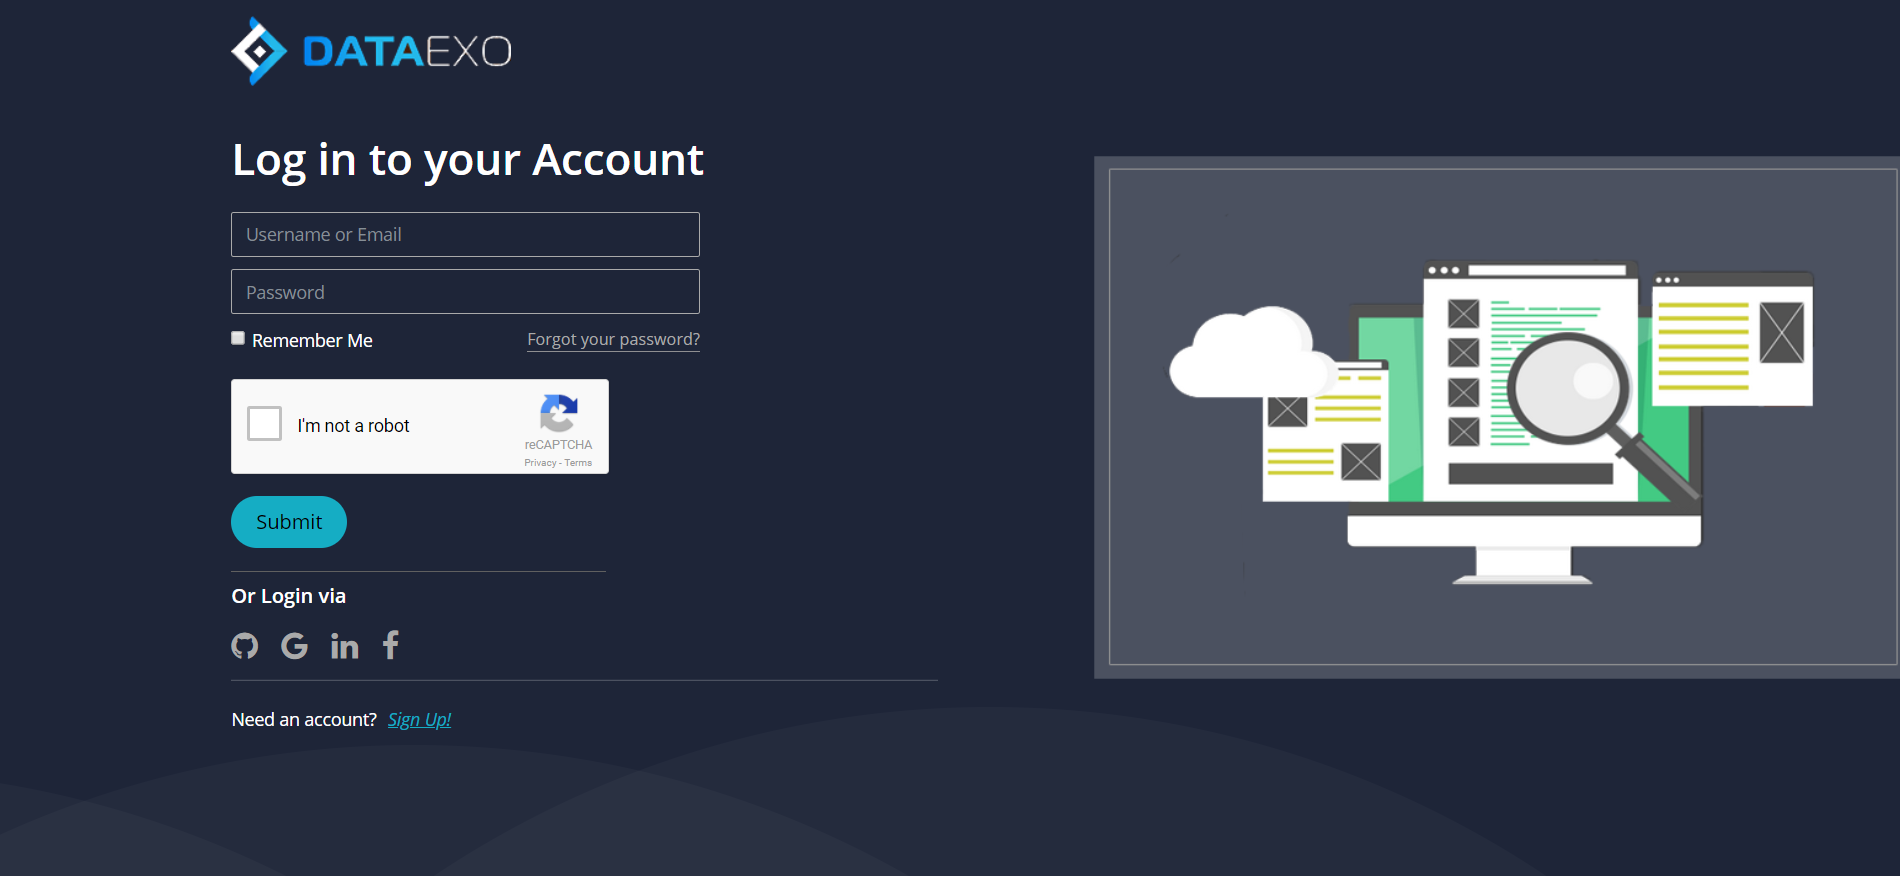 DATAEXO
Log in to your Account
Username or Email
Password
Remember Me
Forgot your password?
I'm not a robot
reCAPTCHA
Privacy - Terms
Submit
Or Login via
Need an account? Sign Up!